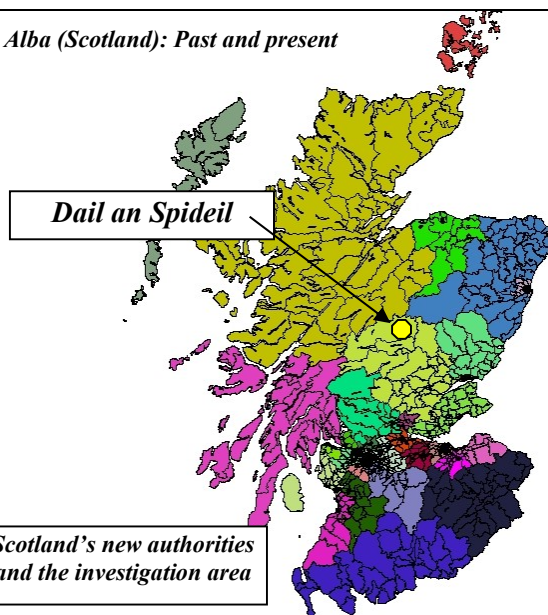 Alba (Scotland): Past and present
Dail an Spideil
Scotland's new authorities
and the investigation area